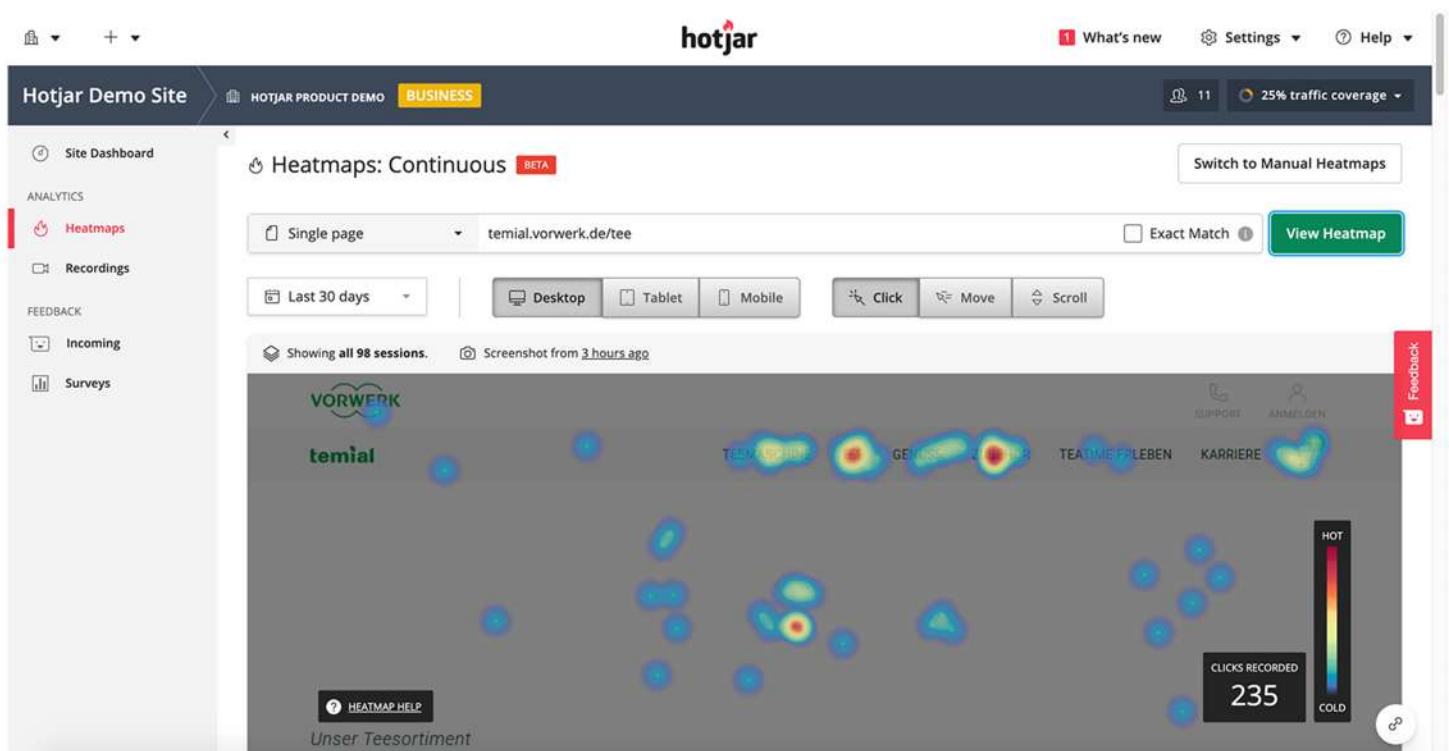 hotjar
1 What's new Settings Help
Hotjar Demo Site HOTJAR PRODUCT DEMO BUSINESS 11 25% traffic coverage
Site Dashboard
ANALYTICS
Heatmaps
Recordings
FEEDBACK
Incoming
Surveys
Heatmaps: Continuous BETA Switch to Manual Heatmaps
Single page temial.vorwerk.de/tee Exact Match View Heatmap
Last 30 days Desktop Tablet Mobile Click Move Scroll
Showing all 98 sessions. Screenshot from 3 hours ago
Feedback
VORWERK
SUPPORT ANMELDEN
temial KARRIERE
HOT
CLICKS RECORDED
235
COLD
HEATMAP HELP
Unser Teesortiment